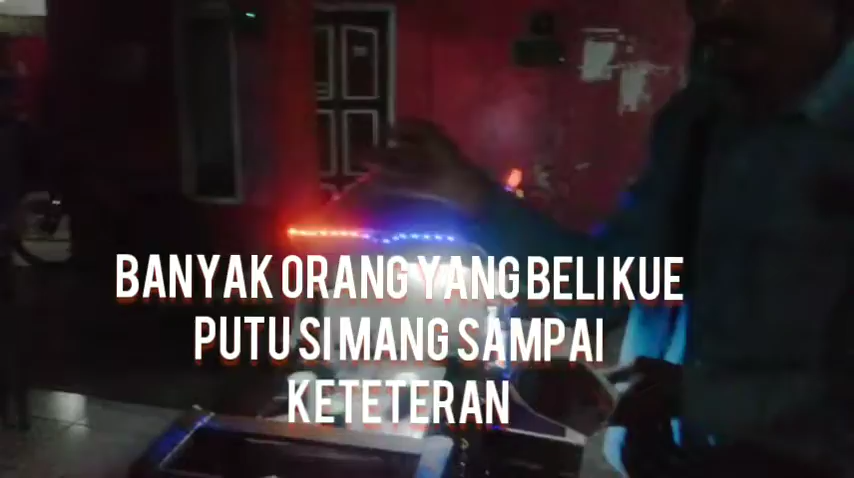 BANYAK ORANG YANG BELI KUE
PUTU SI MANG SAMPAI
KETETERAN